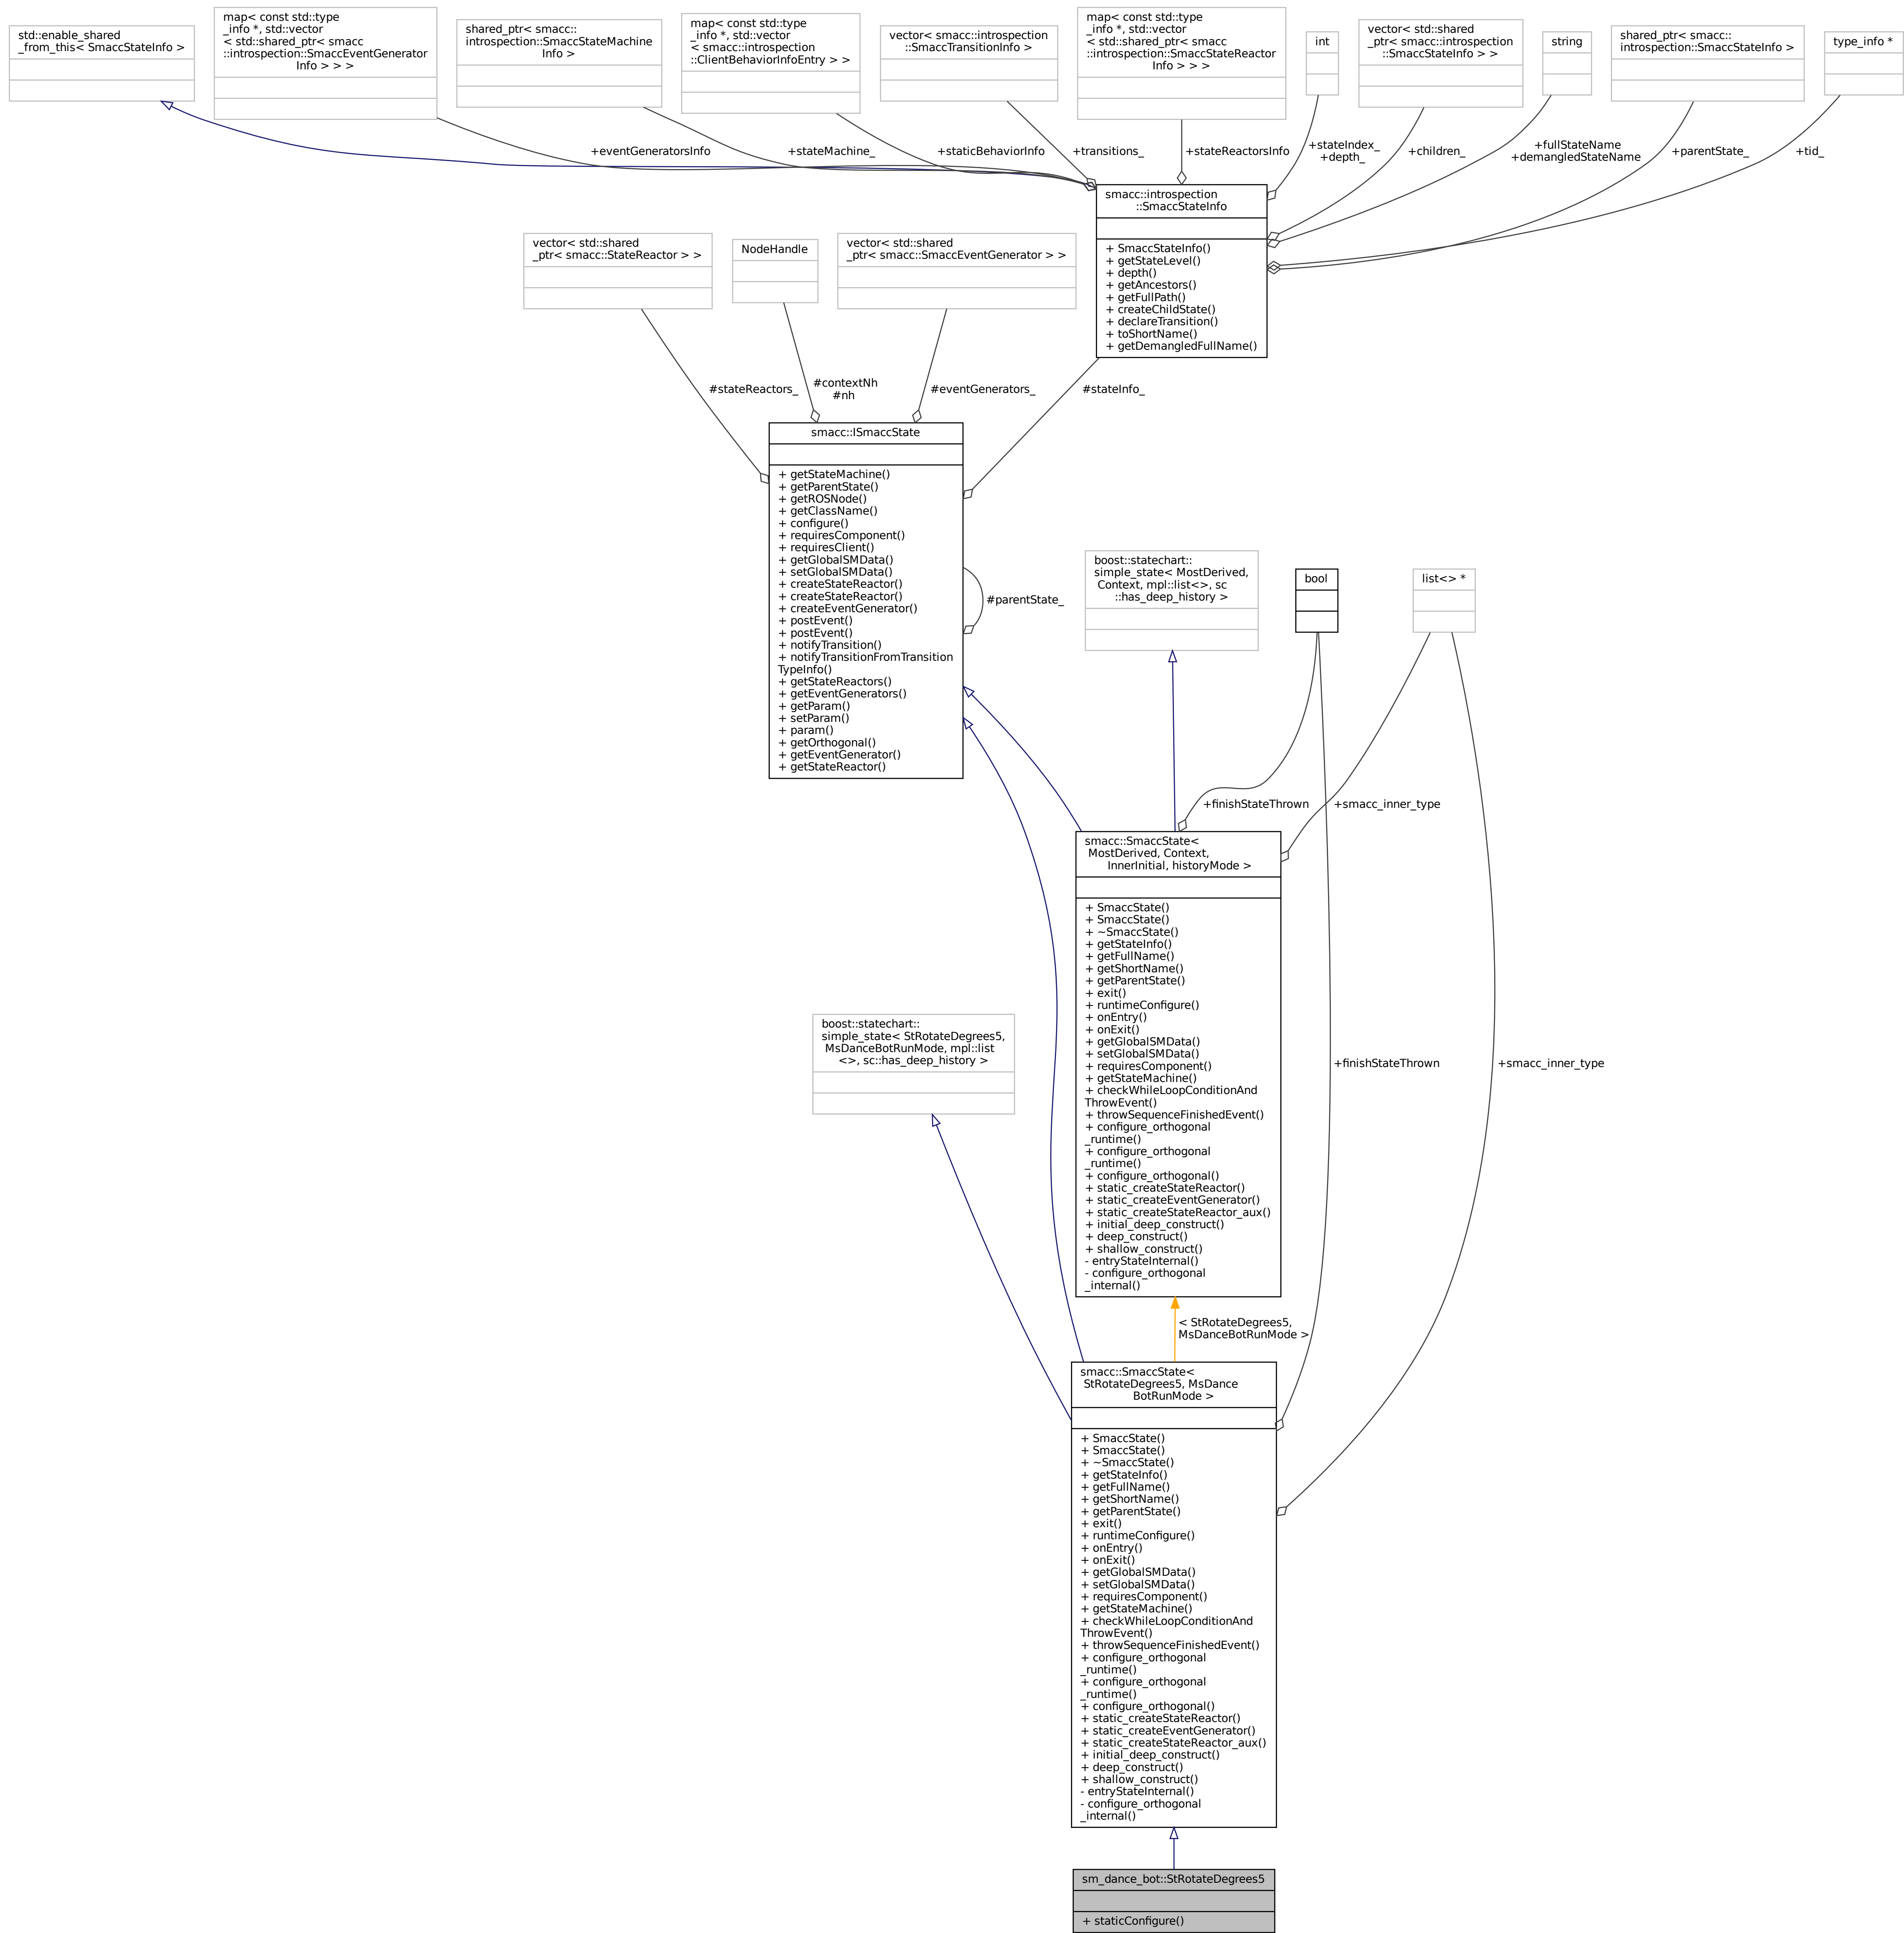 std::enable_shared
_from_this< SmaccStateInfo >
map< const std::type
_info *, std::vector
< std::shared_ptr< smacc
::introspection::SmaccEventGenerator
Info > > >
shared_ptr< smacc::
introspection::SmaccStateMachine
Info >
map< const std::type
_info *, std::vector
< smacc::introspection
::ClientBehaviorInfoEntry > >
vector< smacc::introspection
::SmaccTransitionInfo >
map< const std::type
_info *, std::vector
< std::shared_ptr< smacc
::introspection::SmaccStateReactor
Info > > >
int
vector< std::shared
_ptr< smacc::introspection
::SmaccStateInfo > >
string
shared_ptr< smacc::
introspection::SmaccStateInfo >
type_info *
+eventGeneratorsInfo
+stateMachine_
+staticBehaviorInfo
+transitions_
+stateReactorsInfo
+stateIndex_
+depth_
+children_
+fullStateName
+demangledStateName
+parentState_
+tid_
smacc::introspection
::SmaccStateInfo
+ SmaccStateInfo()
+ getStateLevel()
+ depth()
+ getAncestors()
+ getFullPath()
+ createChildState()
+ declareTransition()
+ toShortName()
+ getDemangledFullName()
vector< std::shared
_ptr< smacc::StateReactor > >
NodeHandle
vector< std::shared
_ptr< smacc::SmaccEventGenerator > >
#stateReactors_
#contextNh
#nh
#eventGenerators_
#stateInfo_
smacc::ISmaccState
+ getStateMachine()
+ getParentState()
+ getROSNode()
+ getClassName()
+ configure()
+ requiresComponent()
+ requiresClient()
+ getGlobalSMData()
+ setGlobalSMData()
+ createStateReactor()
+ createStateReactor()
+ createEventGenerator()
+ postEvent()
+ postEvent()
+ notifyTransition()
+ notifyTransitionFromTransition
TypeInfo()
+ getStateReactors()
+ getEventGenerators()
+ getParam()
+ setParam()
+ param()
+ getOrthogonal()
+ getEventGenerator()
+ getStateReactor()
#parentState_
boost::statechart::
simple_state< MostDerived,
Context, mpl::list<>, sc
::has_deep_history >
bool
list<> *
+finishStateThrown
+smacc_inner_type
smacc::SmaccState<
MostDerived, Context,
InnerInitial, historyMode >
+ SmaccState()
+ SmaccState()
+ ~SmaccState()
+ getStateInfo()
+ getFullName()
+ getShortName()
+ getParentState()
+ exit()
+ runtimeConfigure()
+ onEntry()
+ onExit()
+ getGlobalSMData()
+ setGlobalSMData()
+ requiresComponent()
+ getStateMachine()
+ checkWhileLoopConditionAnd
ThrowEvent()
+ throwSequenceFinishedEvent()
+ configure_orthogonal
_runtime()
+ configure_orthogonal
_runtime()
+ configure_orthogonal()
+ static_createStateReactor()
+ static_createEventGenerator()
+ static_createStateReactor_aux()
+ initial_deep_construct()
+ deep_construct()
+ shallow_construct()
- entryStateInternal()
- configure_orthogonal
_internal()
boost::statechart::
simple_state< StRotateDegrees5,
MsDanceBotRunMode, mpl::list
<>, sc::has_deep_history >
+finishStateThrown
+smacc_inner_type
< StRotateDegrees5,
MsDanceBotRunMode >
smacc::SmaccState<
StRotateDegrees5, MsDance
BotRunMode >
+ SmaccState()
+ SmaccState()
+ ~SmaccState()
+ getStateInfo()
+ getFullName()
+ getShortName()
+ getParentState()
+ exit()
+ runtimeConfigure()
+ onEntry()
+ onExit()
+ getGlobalSMData()
+ setGlobalSMData()
+ requiresComponent()
+ getStateMachine()
+ checkWhileLoopConditionAnd
ThrowEvent()
+ throwSequenceFinishedEvent()
+ configure_orthogonal
_runtime()
+ configure_orthogonal
_runtime()
+ configure_orthogonal()
+ static_createStateReactor()
+ static_createEventGenerator()
+ static_createStateReactor_aux()
+ initial_deep_construct()
+ deep_construct()
+ shallow_construct()
- entryStateInternal()
- configure_orthogonal
_internal()
sm_dance_bot::StRotateDegrees5
+ staticConfigure()